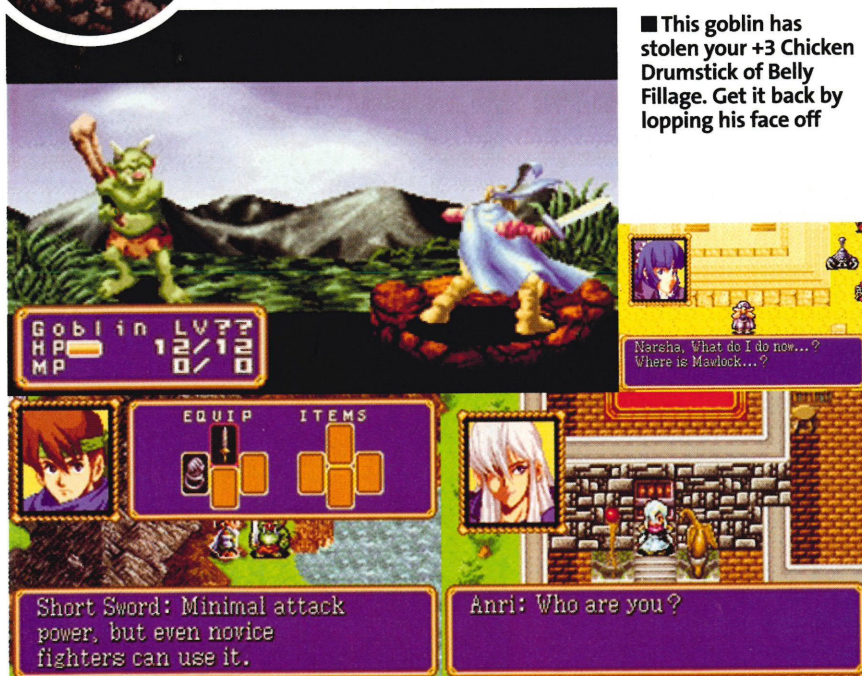 ■ This goblin has
stolen your +3 Chicken
Drumstick of Belly
Fillage. Get it back by
lopping his face off
Goblin LV??
HP 12/12
MP 0/ 0
Narsha, What do I do now...?
Where is Mawlock...?
EQUIP ITEMS
Short Sword: Minimal attack
power, but even novice
fighters can use it.
Anri: Who are you?